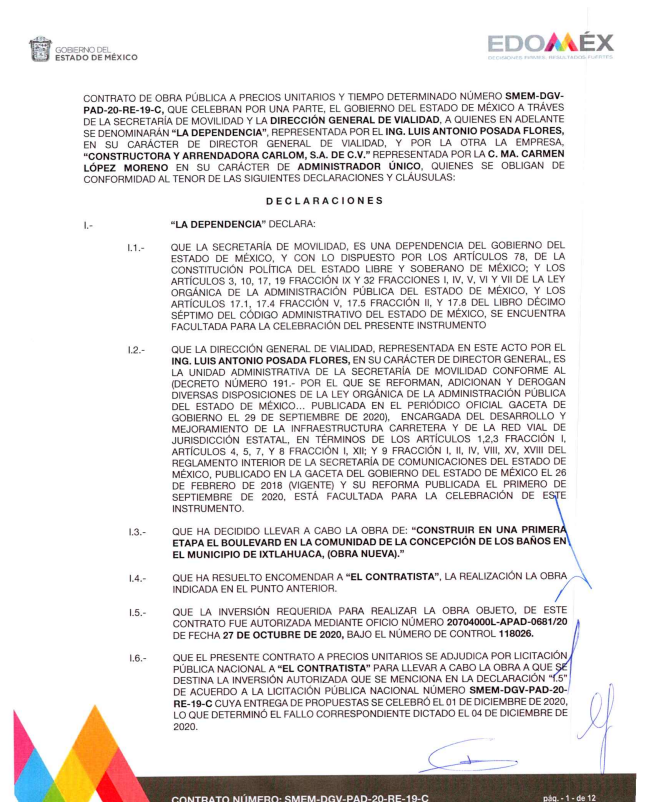 GOBIERNO DEL
ESTADO DE MÉXICO
EDOMÉX
DECISIONES FIRMES, RESULTADOS FUERTES.
CONTRATO DE OBRA PÚBLICA A PRECIOS UNITARIOS Y TIEMPO DETERMINADO NÚMERO SMEM-DGV-
PAD-20-RE-19-C, QUE CELEBRAN POR UNA PARTE, EL GOBIERNO DEL ESTADO DE MÉXICO A TRÁVES
DE LA SECRETARÍA DE MOVILIDAD Y LA DIRECCIÓN GENERAL DE VIALIDAD, A QUIENES EN ADELANTE
SE DENOMINARÁN "LA DEPENDENCIA", REPRESENTADA POR EL ING. LUIS ANTONIO POSADA FLORES,
EN SU CARÁCTER DE DIRECTOR GENERAL DE VIALIDAD, Y POR LA OTRA LA EMPRESA,
"CONSTRUCTORA Y ARRENDADORA CARLOM, S.A. DE C.V." REPRESENTADA POR LA C. MA. CARMEN
LÓPEZ MORENO EN SU CARÁCTER DE ADMINISTRADOR ÚNICO, QUIENES SE OBLIGAN DE
CONFORMIDAD AL TENOR DE LAS SIGUIENTES DECLARACIONES Y CLÁUSULAS:
DECLARACIONES
I.- "LA DEPENDENCIA" DECLARA:
I.1.- QUE LA SECRETARÍA DE MOVILIDAD, ES UNA DEPENDENCIA DEL GOBIERNO DEL
ESTADO DE MÉXICO, Y CON LO DISPUESTO POR LOS ARTÍCULOS 78, DE LA
CONSTITUCIÓN POLÍTICA DEL ESTADO LIBRE Y SOBERANO DE MÉXICO; Y LOS
ARTÍCULOS 3, 10, 17, 19 FRACCIÓN IX Y 32 FRACCIONES I, IV, V, VI Y VII DE LA LEY
ORGÁNICA DE LA ADMINISTRACIÓN PÚBLICA DEL ESTADO DE MÉXICO, Y LOS
ARTÍCULOS 17.1, 17.4 FRACCIÓN V, 17.5 FRACCIÓN II, Y 17.8 DEL LIBRO DÉCIMO
SÉPTIMO DEL CÓDIGO ADMINISTRATIVO DEL ESTADO DE MÉXICO, SE ENCUENTRA
FACULTADA PARA LA CELEBRACIÓN DEL PRESENTE INSTRUMENTO
I.2.- QUE LA DIRECCIÓN GENERAL DE VIALIDAD, REPRESENTADA EN ESTE ACTO POR EL
ING. LUIS ANTONIO POSADA FLORES, EN SU CARÁCTER DE DIRECTOR GENERAL, ES
LA UNIDAD ADMINISTRATIVA DE LA SECRETARÍA DE MOVILIDAD CONFORME AL
(DECRETO NÚMERO 191.- POR EL QUE SE REFORMAN, ADICIONAN Y DEROGAN
DIVERSAS DISPOSICIONES DE LA LEY ORGÁNICA DE LA ADMINISTRACIÓN PÚBLICA
DEL ESTADO DE MÉXICO... PUBLICADA EN EL PERIÓDICO OFICIAL GACETA DE
GOBIERNO EL 29 DE SEPTIEMBRE DE 2020), ENCARGADA DEL DESARROLLO Y
MEJORAMIENTO DE LA INFRAESTRUCTURA CARRETERA Y DE LA RED VIAL DE
JURISDICCIÓN ESTATAL, EN TÉRMINOS DE LOS ARTÍCULOS 1,2,3 FRACCIÓN I,
ARTÍCULOS 4, 5, 7, Y 8 FRACCIÓN I, XII; Y 9 FRACCIÓN I, II, IV, VIII, XV, XVIII DEL
REGLAMENTO INTERIOR DE LA SECRETARÍA DE COMUNICACIONES DEL ESTADO DE
MÉXICO, PUBLICADO EN LA GACETA DEL GOBIERNO DEL ESTADO DE MÉXICO EL 26
DE FEBRERO DE 2018 (VIGENTE) Y SU REFORMA PUBLICADA EL PRIMERO DE
SEPTIEMBRE DE 2020, ESTÁ FACULTADA PARA LA CELEBRACIÓN DE ESTE
INSTRUMENTO.
I.3.- QUE HA DECIDIDO LLEVAR A CABO LA OBRA DE: "CONSTRUIR EN UNA PRIMERA
ETAPA EL BOULEVARD EN LA COMUNIDAD DE LA CONCEPCIÓN DE LOS BAÑOS EN
EL MUNICIPIO DE IXTLAHUACA, (OBRA NUEVA)."
I.4.- QUE HA RESUELTO ENCOMENDAR A "EL CONTRATISTA", LA REALIZACIÓN LA OBRA
INDICADA EN EL PUNTO ANTERIOR.
I.5.- QUE LA INVERSIÓN REQUERIDA PARA REALIZAR LA OBRA OBJETO, DE ESTE
CONTRATO FUE AUTORIZADA MEDIANTE OFICIO NÚMERO 20704000L-APAD-0681/20
DE FECHA 27 DE OCTUBRE DE 2020, BAJO EL NÚMERO DE CONTROL 118026.
I.6.- QUE EL PRESENTE CONTRATO A PRECIOS UNITARIOS SE ADJUDICA POR LICITACIÓN
PÚBLICA NACIONAL A "EL CONTRATISTA" PARA LLEVAR A CABO LA OBRA A QUE SE
DESTINA LA INVERSIÓN AUTORIZADA QUE SE MENCIONA EN LA DECLARACIÓN "I.5"
DE ACUERDO A LA LICITACIÓN PÚBLICA NACIONAL NÚMERO SMEM-DGV-PAD-20-
RE-19-C CUYA ENTREGA DE PROPUESTAS SE CELEBRÓ EL 01 DE DICIEMBRE DE 2020,
LO QUE DETERMINÓ EL FALLO CORRESPONDIENTE DICTADO EL 04 DE DICIEMBRE DE
2020.
CONTRATO NÚMERO: SMEM-DGV-PAD-20-RE-19-C pág. - 1 - de 12